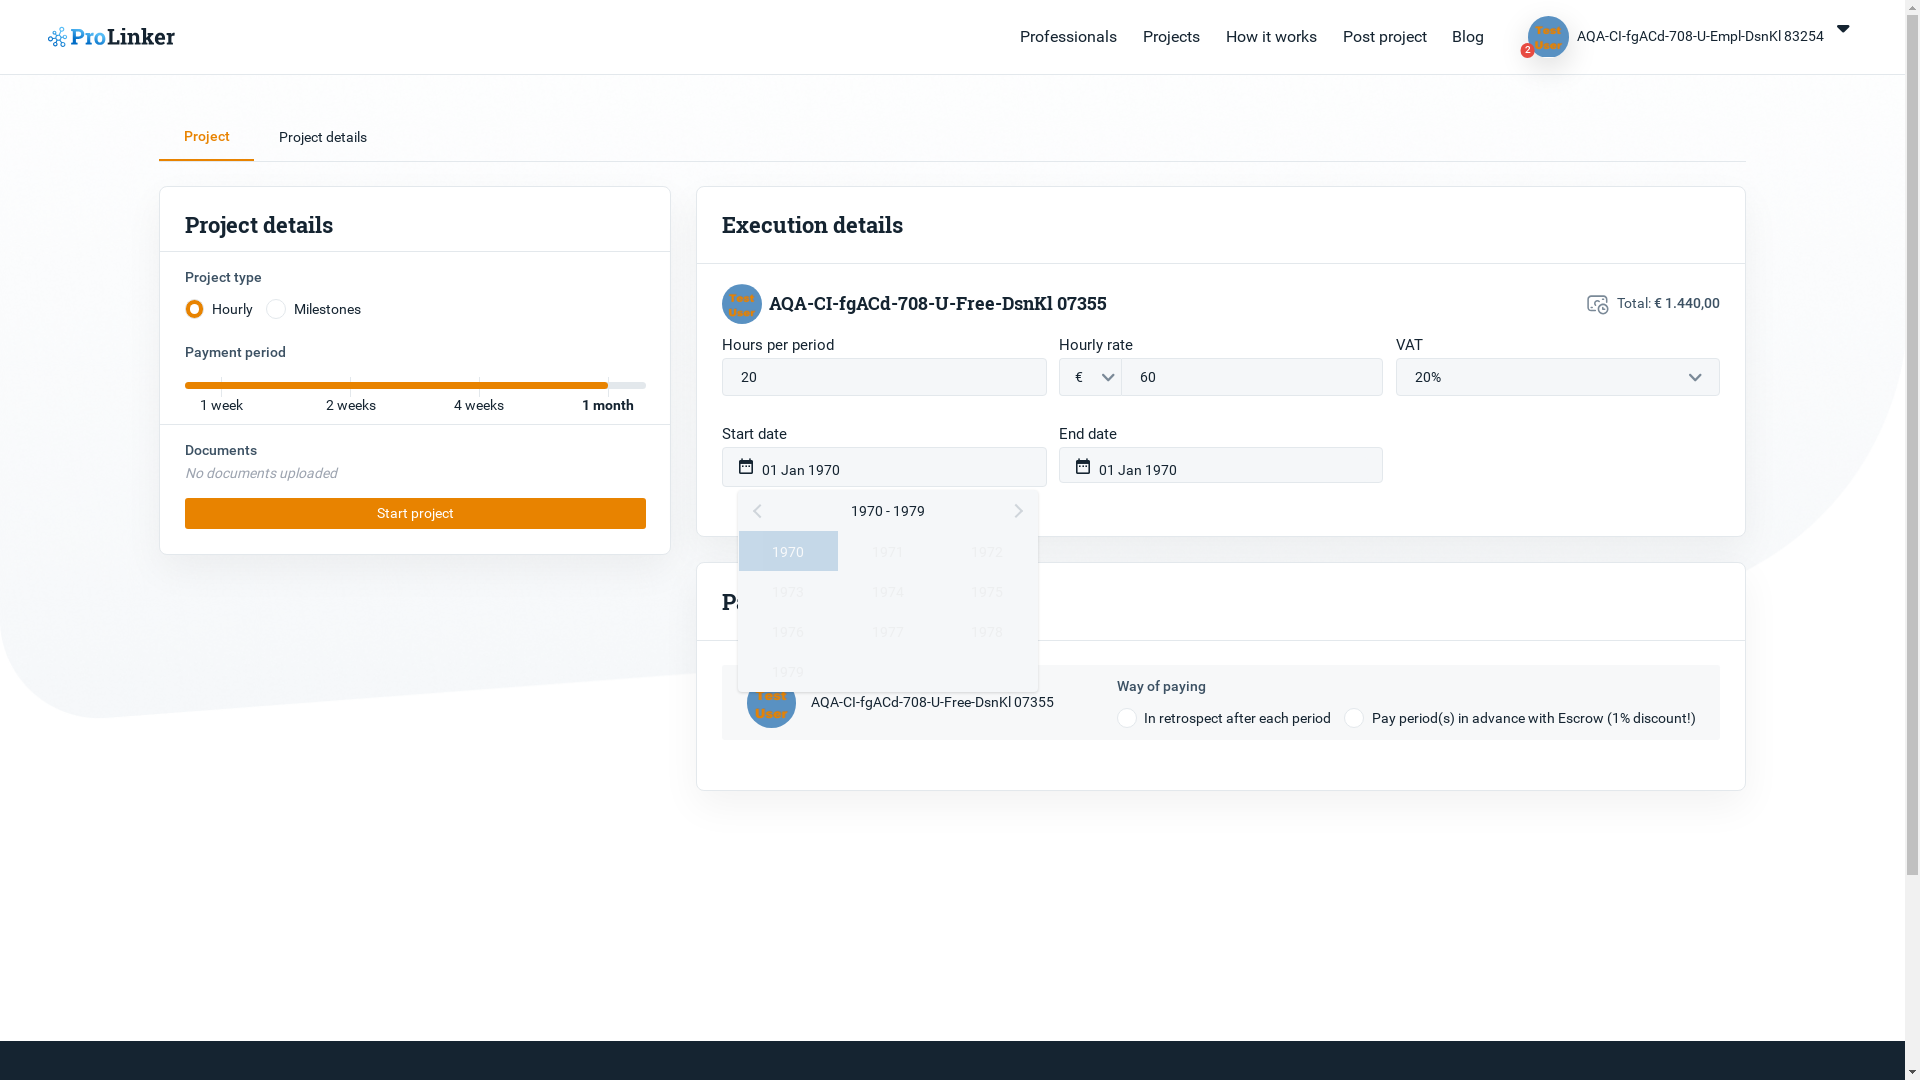 ProLinker
Professionals
Projects
How it works
Post project
Blog
Test User
2
AQA-CI-fgACd-708-U-Empl-DsnKl 83254
Project
Project details
Project details
Project type
Hourly
Milestones
Payment period
1 week
2 weeks
4 weeks
1 month
Documents
No documents uploaded
Start project
Execution details
Test User
AQA-CI-fgACd-708-U-Free-DsnKl 07355
Total: € 1.440,00
Hours per period
Hourly rate
VAT
20
€
60
20%
Start date
End date
01 Jan 1970
01 Jan 1970
1970 - 1979
1970
1971
1972
1973
1974
1975
1976
1977
1978
1979
Test User
AQA-CI-fgACd-708-U-Free-DsnKl 07355
Way of paying
In retrospect after each period
Pay period(s) in advance with Escrow (1% discount!)